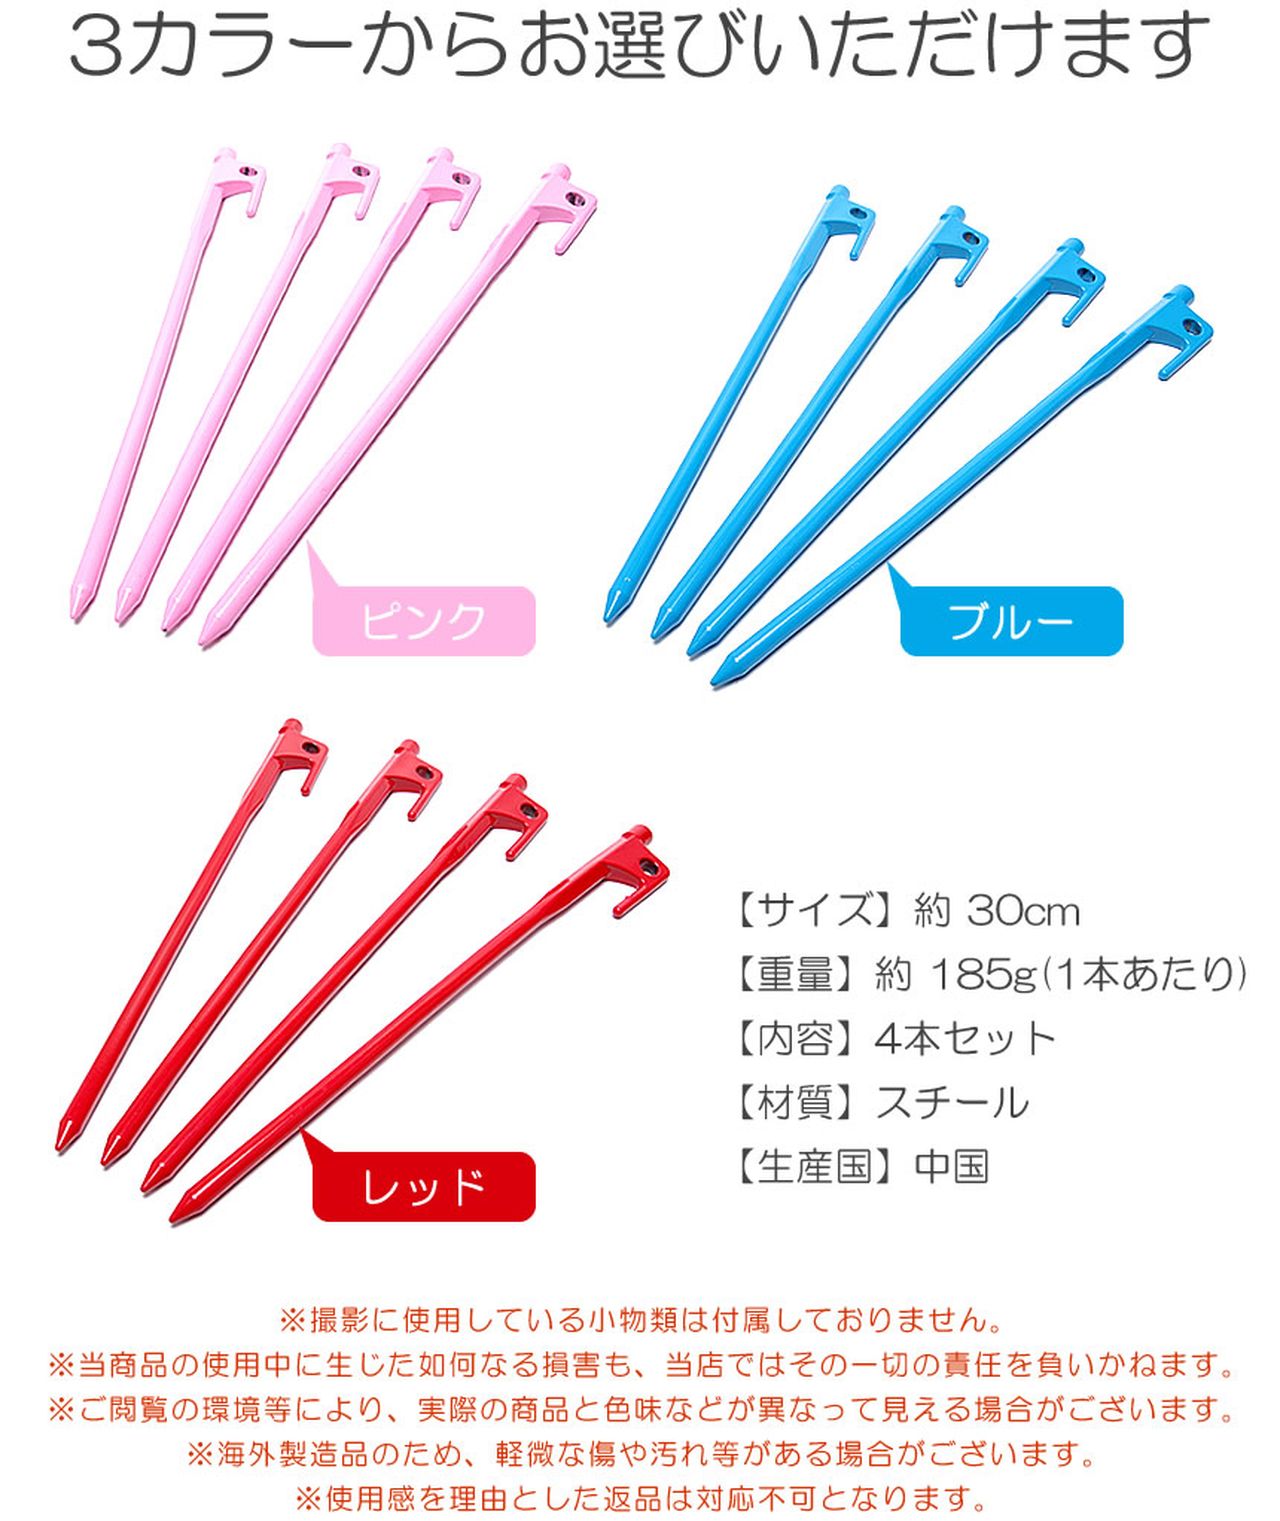 3カラーからお選びいただけます
ピンク
ブルー
レッド
【サイズ】約 30cm
【重量】約 185g(1本あたり)
【内容】4本セット
【材質】スチール
【生産国】中国
※撮影に使用している小物類は付属しておりません。
※当商品の使用中に生じた如何なる損害も、当店ではその一切の責任を負いかねます。
※ご閲覧の環境等により、実際の商品と色味などが異なって見える場合がございます。
※海外製造品のため、軽微な傷や汚れ等がある場合がございます。
※使用感を理由とした返品は対応不可となります。